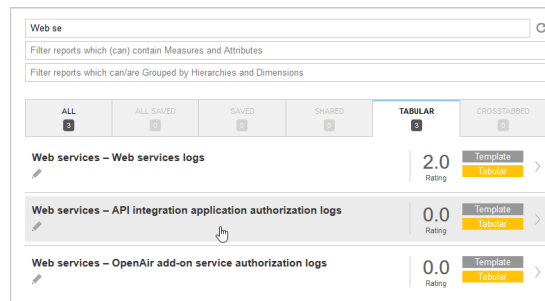 Web se
Filter reports which (can) contain Measures and Attributes
Filter reports which can/are Grouped by Hierarchies and Dimensions
ALL ALL SAVED SAVED SHARED TABULAR CROSSTABBED
3 0 0 0 3 0
Web services – Web services logs
2.0 Template
Rating Tabular
Web services – API integration application authorization logs
0.0 Template
Rating Tabular
Web services – OpenAir add-on service authorization logs
0.0 Template
Rating Tabular